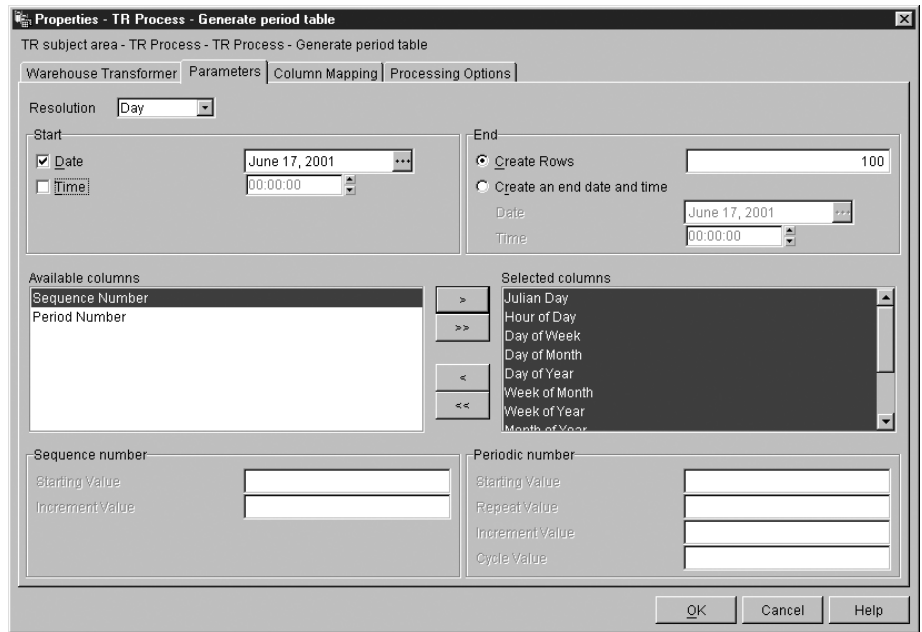 Properties - TR Process - Generate period table
TR subject area - TR Process - TR Process - Generate period table
Warehouse Transformer Parameters Column Mapping Processing Options
Resolution Day
Start
Date June 17, 2001 ...
Time 00:00:00
End
Create Rows 100
Create an end date and time
Date June 17, 2001 ...
Time 00:00:00
Available columns
Sequence Number
Period Number
>
>>
<
<<
Selected columns
Julian Day
Hour of Day
Day of Week
Day of Month
Day of Year
Week of Month
Week of Year
Month of Year
Sequence number
Starting Value
Increment Value
Periodic number
Starting Value
Repeat Value
Increment Value
Cycle Value
OK Cancel Help